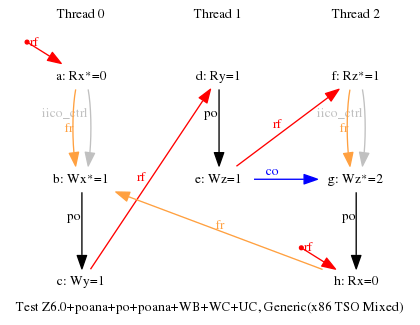 Thread 0 Thread 1 Thread 2
rf
a: Rx*=0 d: Ry=1 f: Rz*=1
iico_ctrl po iico_ctrl
fr rf fr
b: Wx*=1 rf e: Wz=1 co g: Wz*=2
po fr po
rf
c: Wy=1 h: Rx=0
Test Z6.0+poana+po+poana+WB+WC+UC, Generic(x86 TSO Mixed)